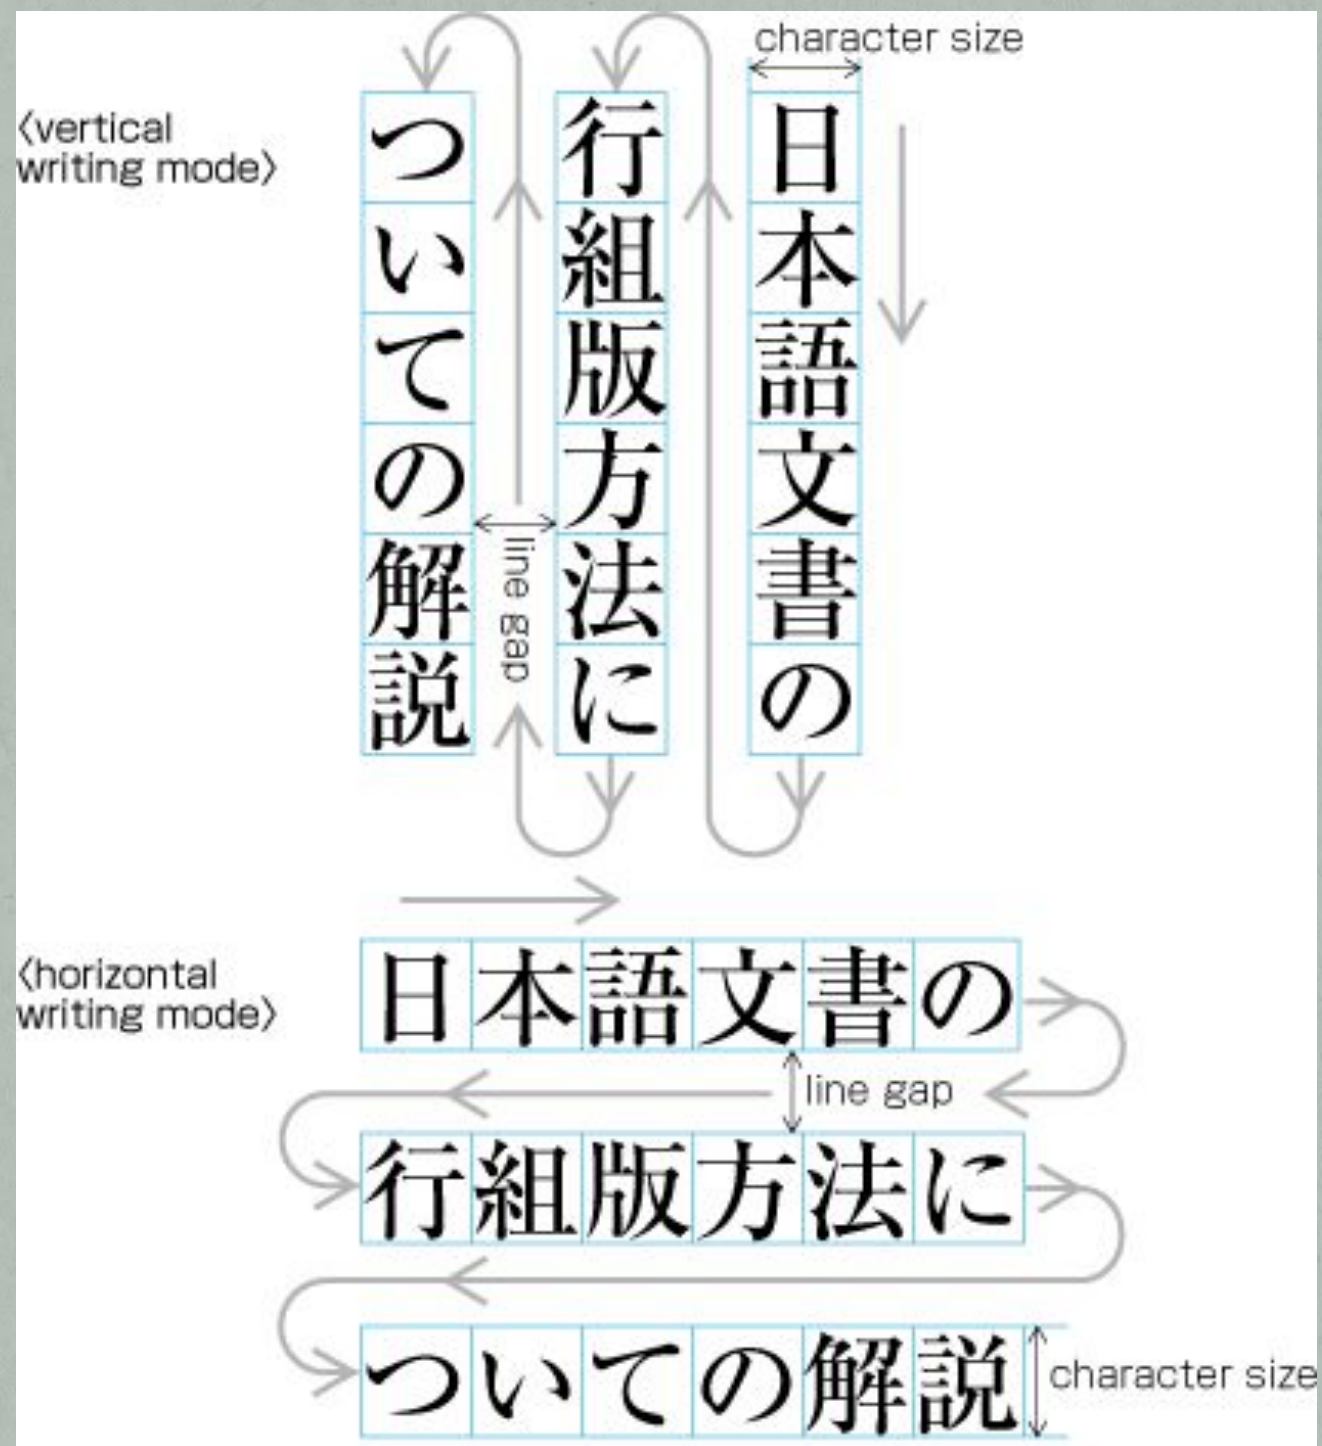 character size
〈vertical
writing mode〉
日本語文書の
行組版方法に
ついての解説
line gap
〈horizontal
writing mode〉
日本語文書の
line gap
行組版方法に
ついての解説
character size